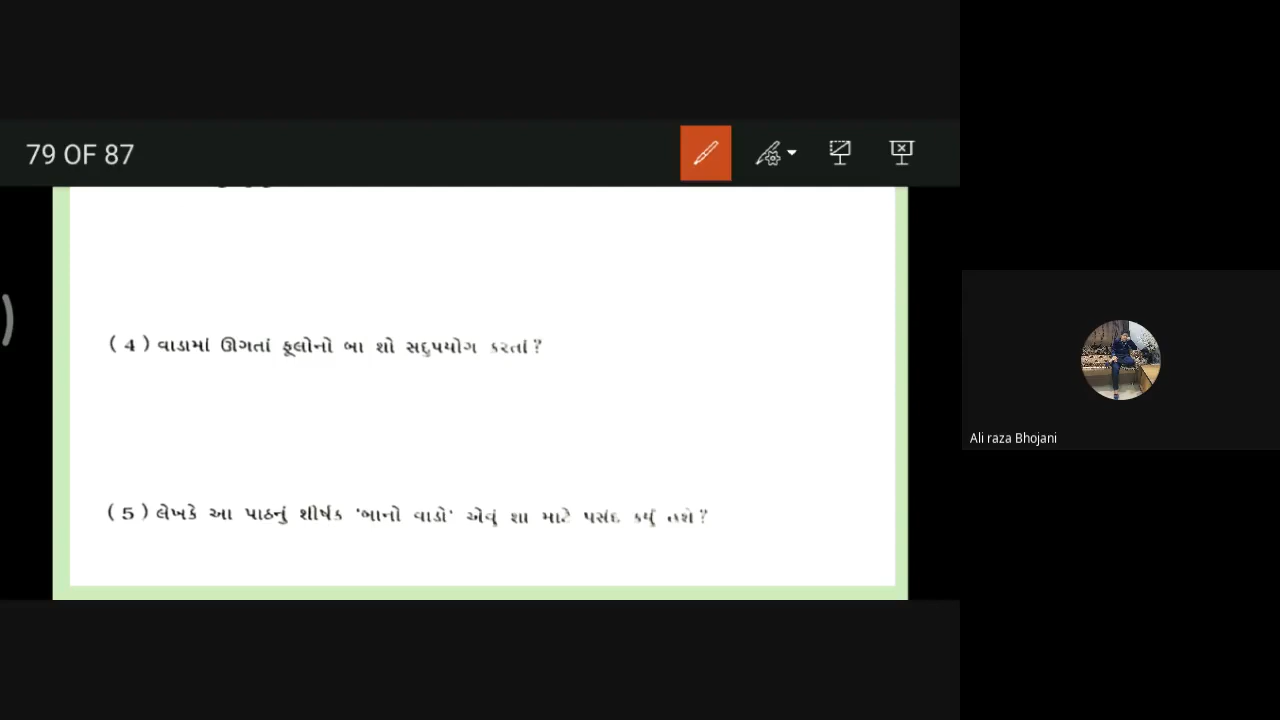 79 OF 87
( 4 ) વાડામાં ઊગતાં ફૂલોનો બા શો સદુપયોગ કરતાં ?
( 5 ) લેખકે આ પાઠનું શીર્ષક 'બાનો વાડો' એવું શા માટે પસંદ કર્યું હશે ?
Ali raza Bhojani